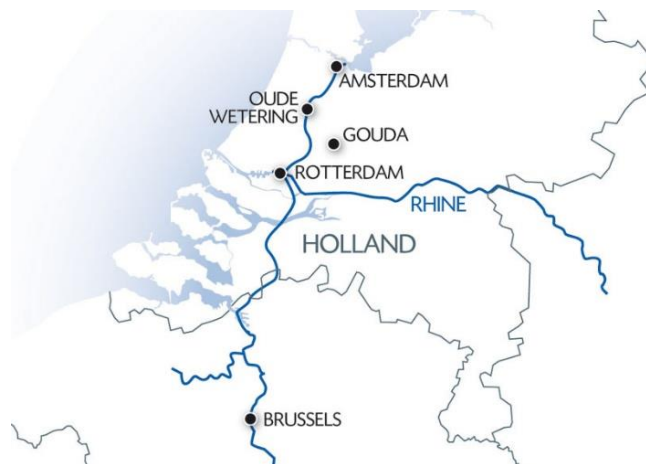 AMSTERDAM
OUDE
WETERING
GOUDA
ROTTERDAM
RHINE
HOLLAND
BRUSSELS